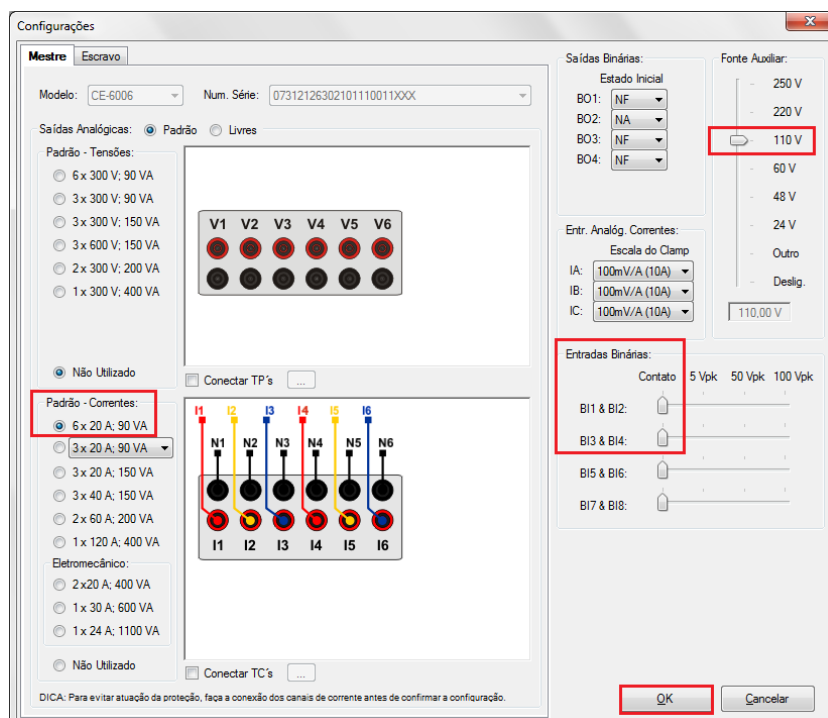 Configurações
Mestre Escravo
Modelo: CE-6006 Num. Série: 07312126302101110011XXX
Saídas Analógicas: Padrão Livres
Padrão - Tensões:
6 x 300 V; 90 VA
3 x 300 V; 90 VA
3 x 300 V; 150 VA
3 x 600 V; 150 VA
2 x 300 V; 200 VA
1 x 300 V; 400 VA
Não Utilizado
V1 V2 V3 V4 V5 V6
Conectar TP´s ...
Padrão - Correntes:
6 x 20 A; 90 VA
3 x 20 A; 90 VA
3 x 20 A; 150 VA
3 x 40 A; 150 VA
2 x 60 A; 200 VA
1 x 120 A; 400 VA
Eletromecânico:
2 x20 A; 400 VA
1 x 30 A; 600 VA
1 x 24 A; 1100 VA
Não Utilizado
I1 I2 I3 I4 I5 I6
N1 N2 N3 N4 N5 N6
I1 I2 I3 I4 I5 I6
Conectar TC´s ...
DICA: Para evitar atuação da proteção, faça a conexão dos canais de corrente antes de confirmar a configuração.
Saídas Binárias:
Estado Inicial
BO1: NF
BO2: NA
BO3: NF
BO4: NF
Fonte Auxiliar:
250 V
220 V
110 V
60 V
48 V
24 V
Outro
Deslig.
110,00 V
Entr. Analóg. Correntes:
Escala do Clamp
IA: 100mV/A (10A)
IB: 100mV/A (10A)
IC: 100mV/A (10A)
Entradas Binárias:
Contato 5 Vpk 50 Vpk 100 Vpk
BI1 & BI2:
BI3 & BI4:
BI5 & BI6:
BI7 & BI8:
OK Cancelar